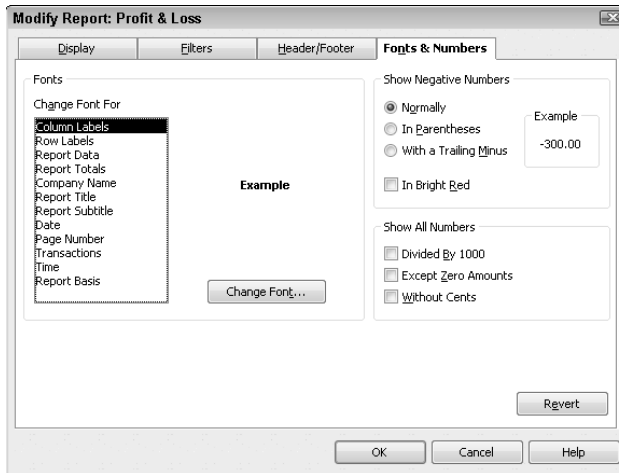 Modify Report: Profit & Loss
Display
Filters
Header/Footer
Fonts & Numbers
Fonts
Change Font For
Column Labels
Row Labels
Report Data
Report Totals
Company Name
Report Title
Report Subtitle
Date
Page Number
Transactions
Time
Report Basis
Example
Change Font...
Show Negative Numbers
Normally
In Parentheses
With a Trailing Minus
In Bright Red
Example
-300.00
Show All Numbers
Divided By 1000
Except Zero Amounts
Without Cents
Revert
OK
Cancel
Help